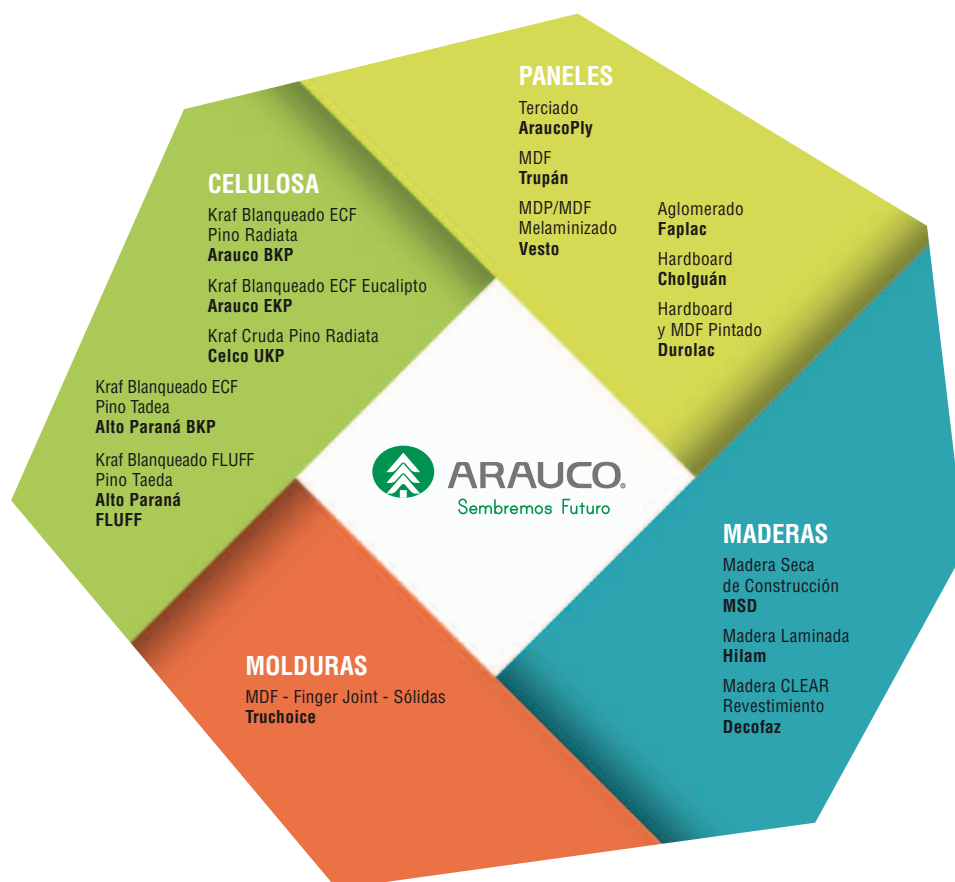 PANELES
Terciado
AraucoPly
MDF
Trupán
MDP/MDF
Melaminizado
Vesto
Aglomerado
Faplac
Hardboard
Cholguán
Hardboard
y MDF Pintado
Durolac
CELULOSA
Kraf Blanqueado ECF
Pino Radiata
Arauco BKP
Kraf Blanqueado ECF Eucalipto
Arauco EKP
Kraf Cruda Pino Radiata
Celco UKP
Kraf Blanqueado ECF
Pino Tadea
Alto Paraná BKP
Kraf Blanqueado FLUFF
Pino Taeda
Alto Paraná
FLUFF
ARAUCO®
Sembremos Futuro
MADERAS
Madera Seca
de Construcción
MSD
Madera Laminada
Hilam
Madera CLEAR
Revestimiento
Decofaz
MOLDURAS
MDF - Finger Joint - Sólidas
Truchoice